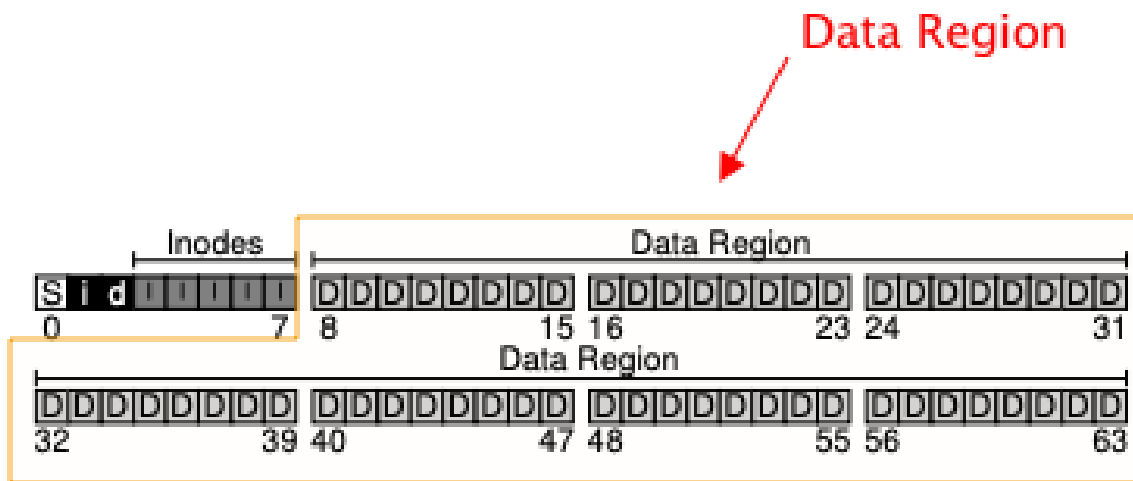 Data Region
Inodes Data Region
S i d I I I I I D D D D D D D D D D D D D D D D D D D D D D D D
0 7 8 15 16 23 24 31
Data Region
D D D D D D D D D D D D D D D D D D D D D D D D D D D D D D D D
32 39 40 47 48 55 56 63